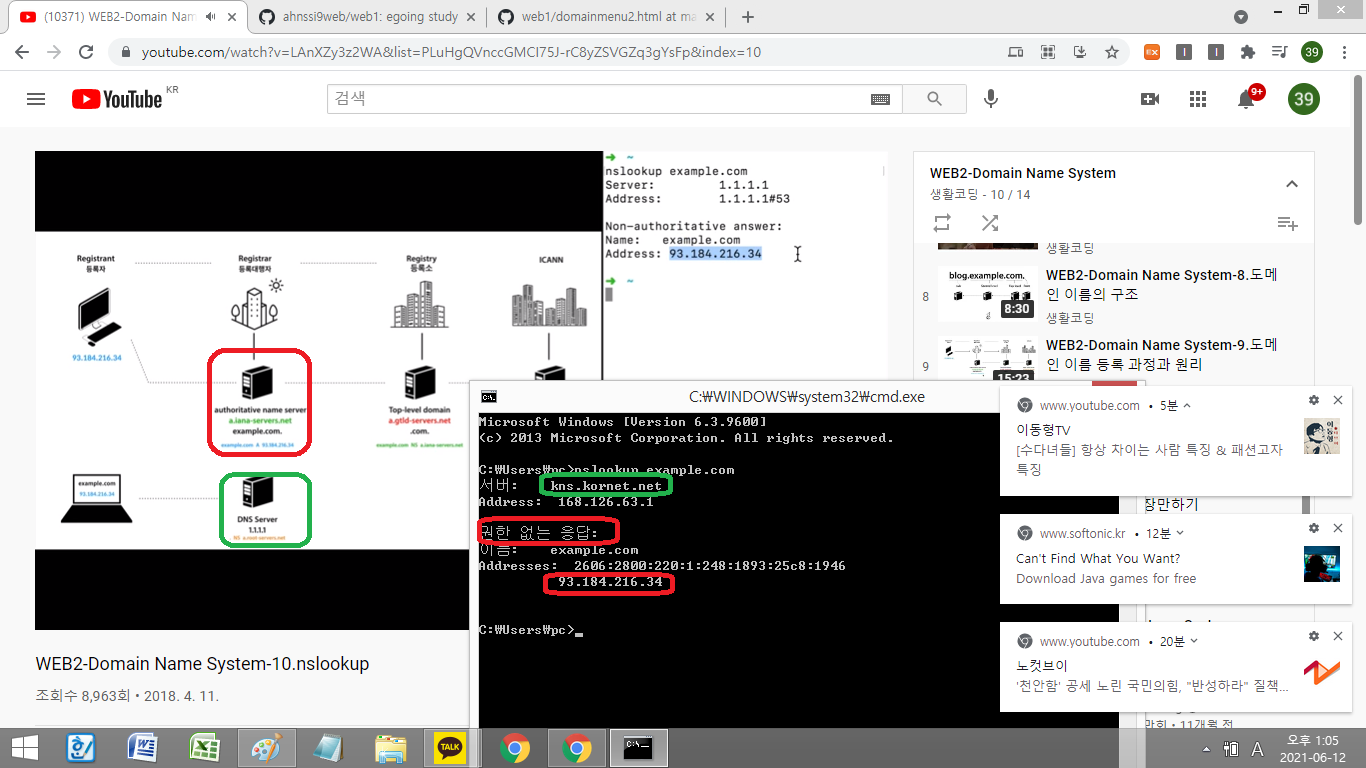 (10371) WEB2-Domain Nam
ahnssi9web/web1: egoing study
web1/domainmenu2.html at ma
youtube.com/watch?v=LAnXZy3z2WA&list=PLuHgQVnccGMCI75J-rC8yZSVGZq3gYsFp&index=10
39
YouTube KR
검색
9+
39
Registrant
등록자
Registrar
등록대행자
Registry
등록소
ICANN
93.184.216.34
authoritative name server
a.iana-servers.net
example.com.
example.com A 93.184.216.34
Top-level domain
a.gtld-servers.net
.com.
example.com NS a.iana-servers.net
example.com
93.184.216.34
DNS Server
1.1.1.1
NS a.root-servers.net
nslookup example.com
Server: 1.1.1.1
Address: 1.1.1.1#53
Non-authoritative answer:
Name: example.com
Address: 93.184.216.34
~
WEB2-Domain Name System
생활코딩 - 10 / 14
생활코딩
8
blog.example.com.
8:30
WEB2-Domain Name System-8.도메
인 이름의 구조
생활코딩
9
15:23
WEB2-Domain Name System-9.도메
인 이름 등록 과정과 원리
C:₩WINDOWS₩system32₩cmd.exe
Microsoft Windows [Version 6.3.9600]
(c) 2013 Microsoft Corporation. All rights reserved.
C:₩Users₩pc>nslookup example.com
서버: kns.kornet.net
Address: 168.126.63.1
권한 없는 응답:
이름: example.com
Addresses: 2606:2800:220:1:248:1893:25c8:1946
93.184.216.34
C:₩Users₩pc>
www.youtube.com • 5분
이동형TV
[수다녀들] 항상 차이는 사람 특징 & 패션고자
특징
장만하기
www.softonic.kr • 12분
Can't Find What You Want?
Download Java games for free
www.youtube.com • 20분
노컷브이
'천안함' 공세 노린 국민의힘, "반성하라" 질책...
만회 • 11개월 전
WEB2-Domain Name System-10.nslookup
조회수 8,963회 • 2018. 4. 11.
TALK
A
오후 1:05
2021-06-12